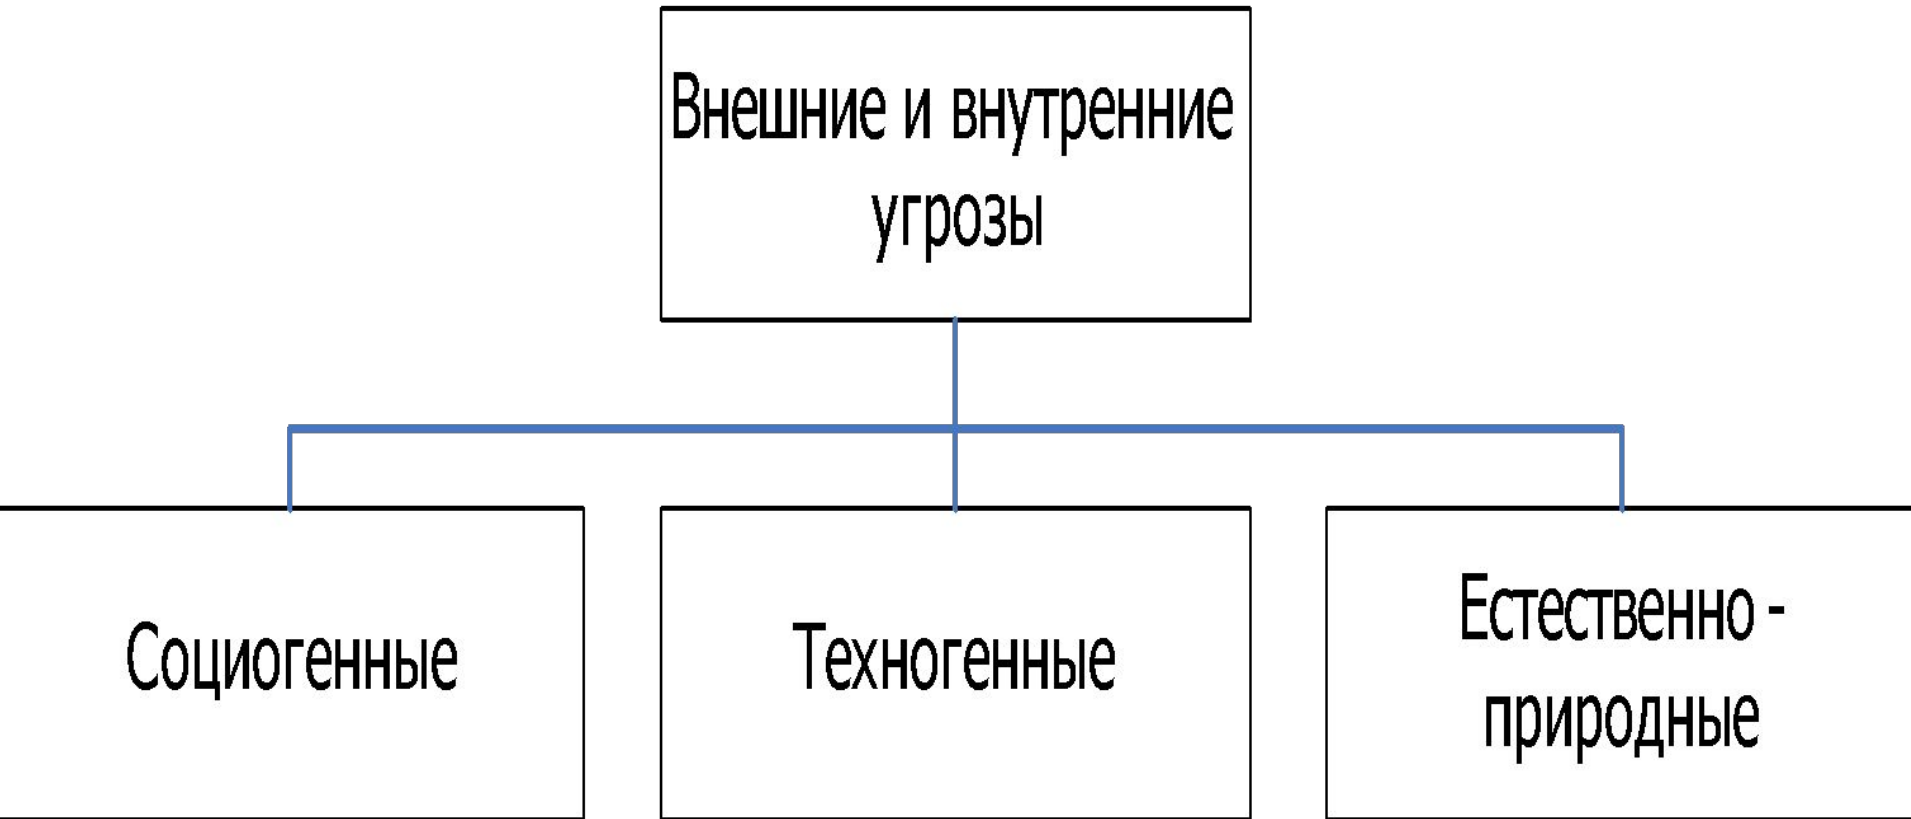 Внешние и внутренние
угрозы
Социогенные
Техногенные
Естественно -
природные